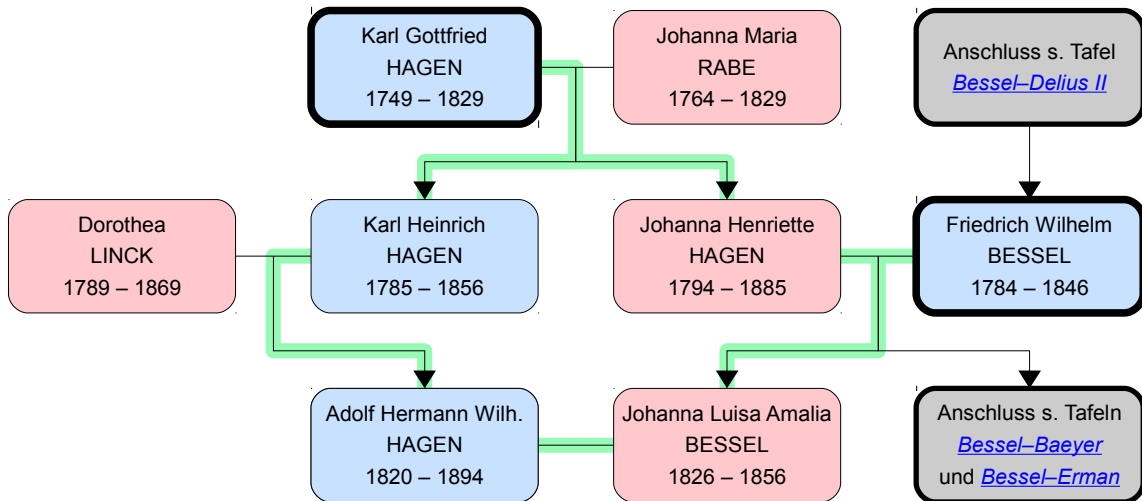 Karl Gottfried
HAGEN
1749 – 1829
Johanna Maria
RABE
1764 – 1829
Anschluss s. Tafel
Bessel–Delius II
Dorothea
LINCK
1789 – 1869
Karl Heinrich
HAGEN
1785 – 1856
Johanna Henriette
HAGEN
1794 – 1885
Friedrich Wilhelm
BESSEL
1784 – 1846
Adolf Hermann Wilh.
HAGEN
1820 – 1894
Johanna Luisa Amalia
BESSEL
1826 – 1856
Anschluss s. Tafeln
Bessel–Baeyer
und Bessel–Erman